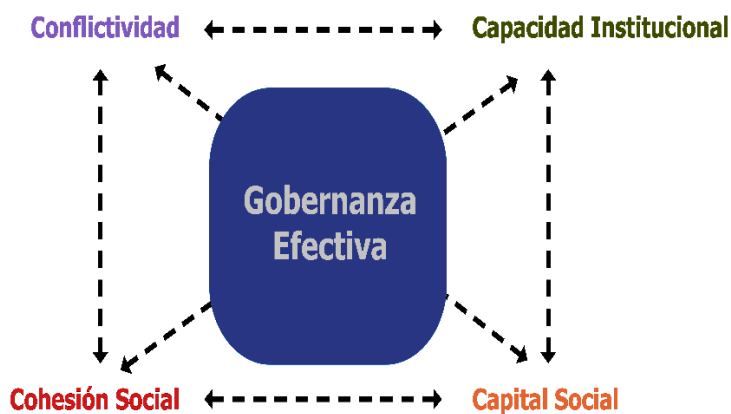 Conflictividad
Capacidad Institucional
Gobernanza
Efectiva
Cohesión Social
Capital Social